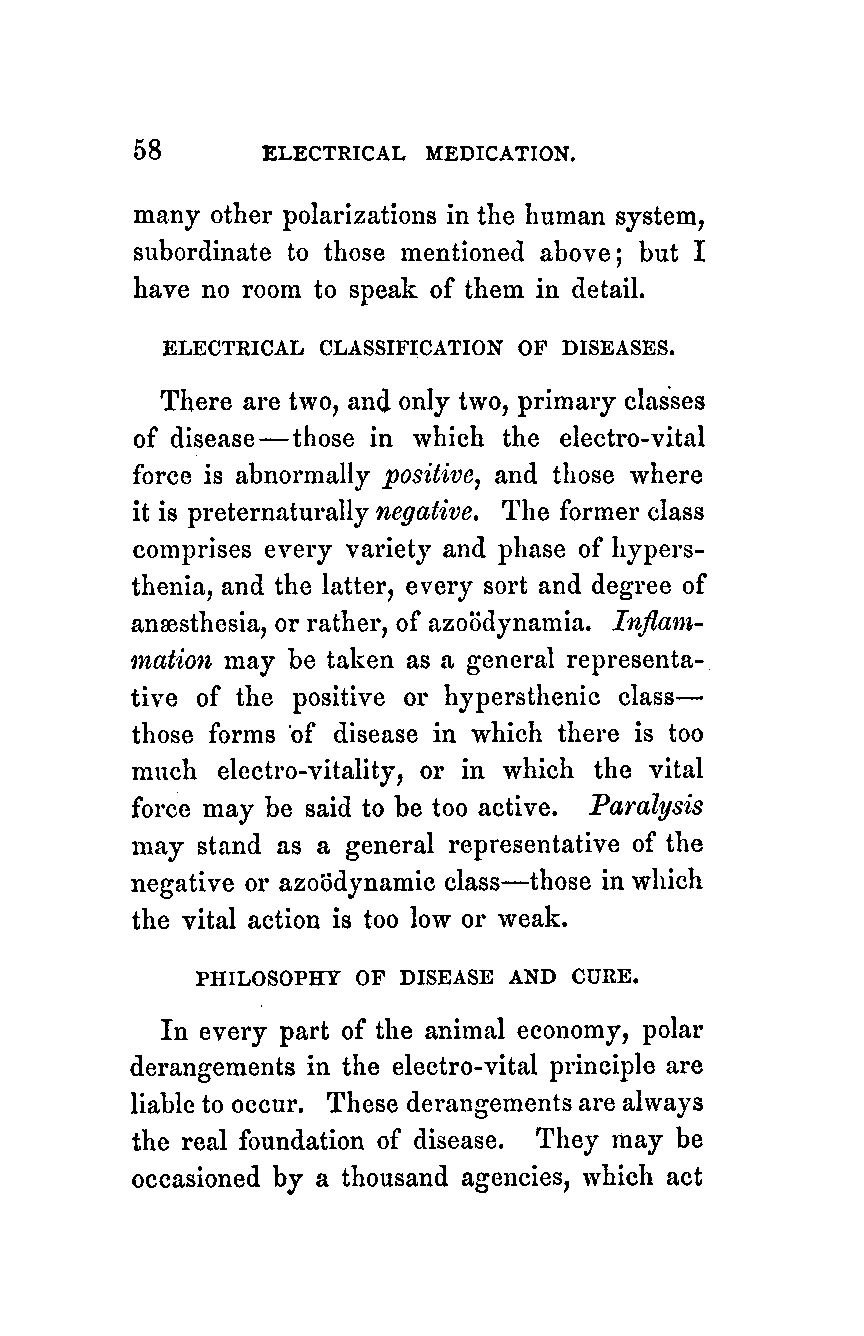 58 ELECTRICAL MEDICATION.
many other polarizations in the human system,
subordinate to those mentioned above; but I
have no room to speak of them in detail.
ELECTRICAL CLASSIFICATION OF DISEASES.
There are two, and only two, primary classes
of disease—those in which the electro-vital
force is abnormally positive, and those where
it is preternaturally negative. The former class
comprises every variety and phase of hypers-
thenia, and the latter, every sort and degree of
anæsthesia, or rather, of azoödynamia. Inflam-
mation may be taken as a general representa-
tive of the positive or hypersthenic class—
those forms of disease in which there is too
much electro-vitality, or in which the vital
force may be said to be too active. Paralysis
may stand as a general representative of the
negative or azoödynamic class—those in which
the vital action is too low or weak.
PHILOSOPHY OF DISEASE AND CURE.
In every part of the animal economy, polar
derangements in the electro-vital principle are
liable to occur. These derangements are always
the real foundation of disease. They may be
occasioned by a thousand agencies, which act